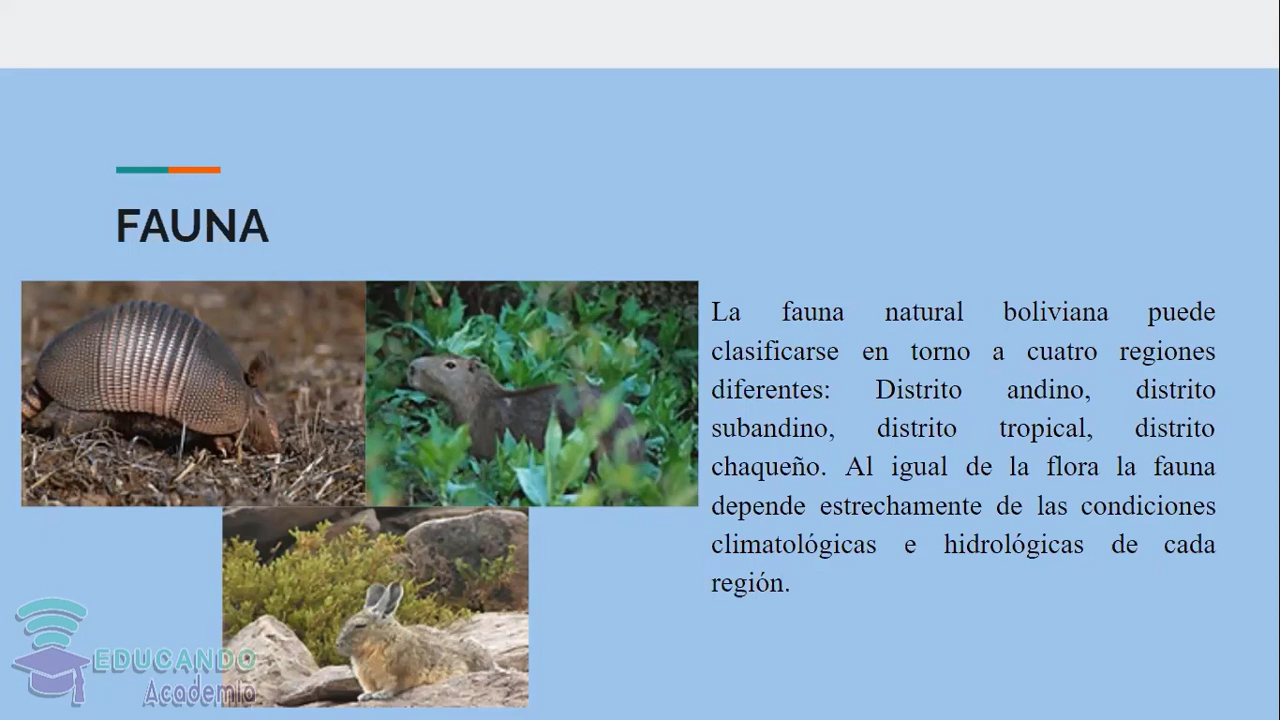 FAUNA
La fauna natural boliviana puede
clasificarse en torno a cuatro regiones
diferentes: Distrito andino, distrito
subandino, distrito tropical, distrito
chaqueño. Al igual de la flora la fauna
depende estrechamente de las condiciones
climatológicas e hidrológicas de cada
región.
EDUCANDO
Academia